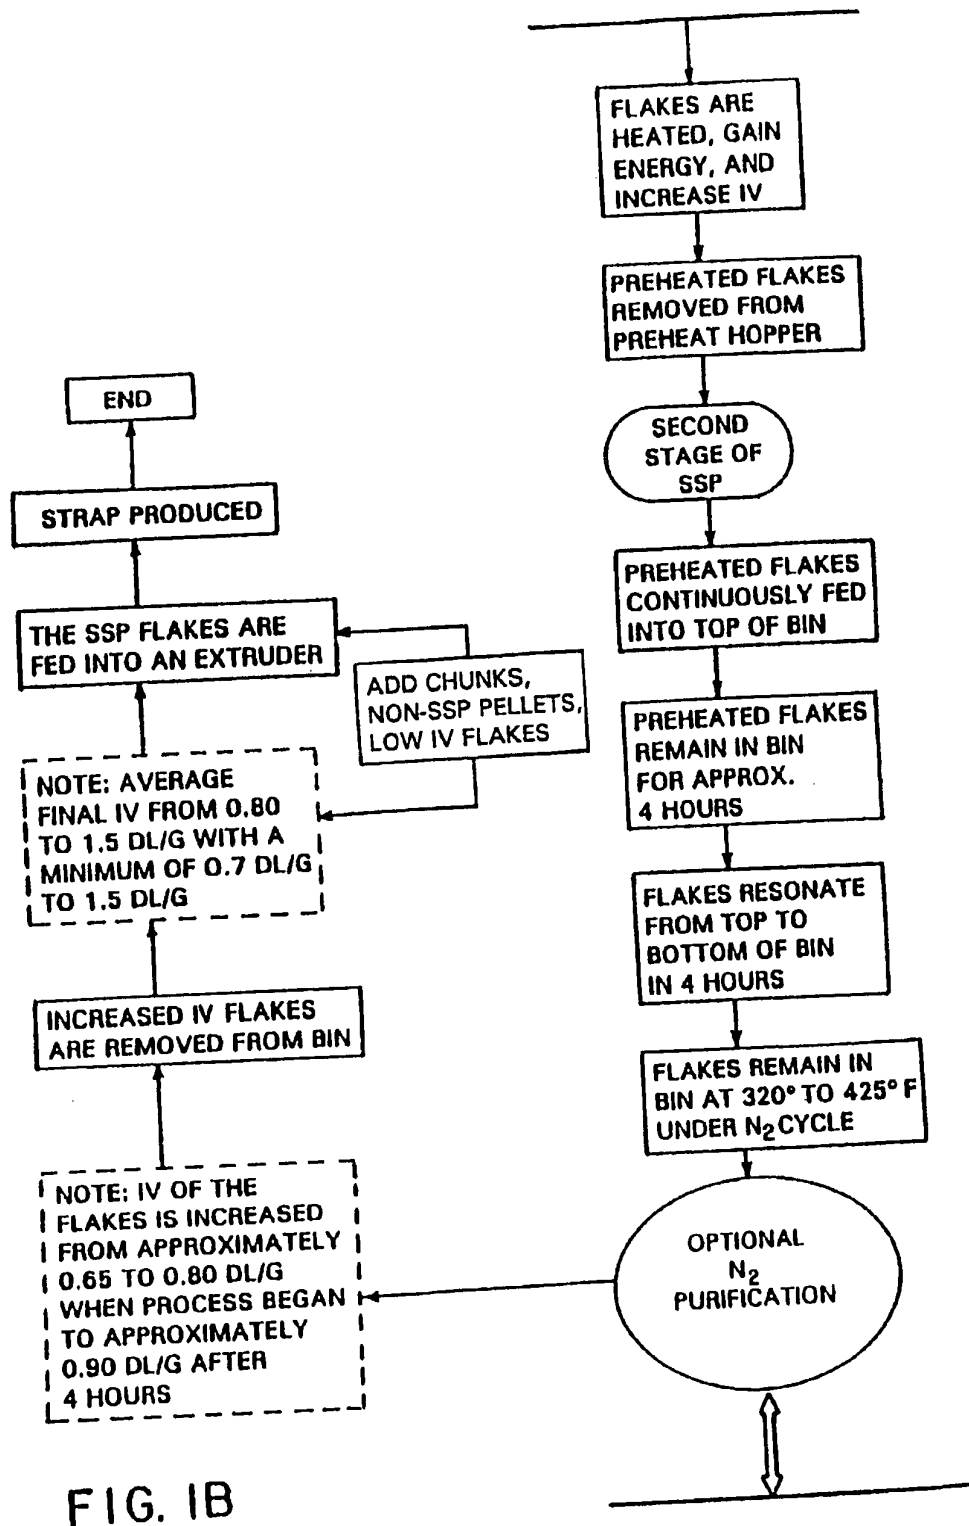 FLAKES ARE
HEATED, GAIN
ENERGY, AND
INCREASE IV
PREHEATED FLAKES
REMOVED FROM
PREHEAT HOPPER
SECOND
STAGE OF
SSP
PREHEATED FLAKES
CONTINUOUSLY FED
INTO TOP OF BIN
PREHEATED FLAKES
REMAIN IN BIN
FOR APPROX.
4 HOURS
FLAKES RESONATE
FROM TOP TO
BOTTOM OF BIN
IN 4 HOURS
FLAKES REMAIN IN
BIN AT 320° TO 425° F
UNDER N₂ CYCLE
OPTIONAL
N₂
PURIFICATION
NOTE: IV OF THE
FLAKES IS INCREASED
FROM APPROXIMATELY
0.65 TO 0.80 DL/G
WHEN PROCESS BEGAN
TO APPROXIMATELY
0.90 DL/G AFTER
4 HOURS
INCREASED IV FLAKES
ARE REMOVED FROM BIN
NOTE: AVERAGE
FINAL IV FROM 0.80
TO 1.5 DL/G WITH A
MINIMUM OF 0.7 DL/G
TO 1.5 DL/G
ADD CHUNKS,
NON-SSP PELLETS,
LOW IV FLAKES
THE SSP FLAKES ARE
FED INTO AN EXTRUDER
STRAP PRODUCED
END
FIG. 1B